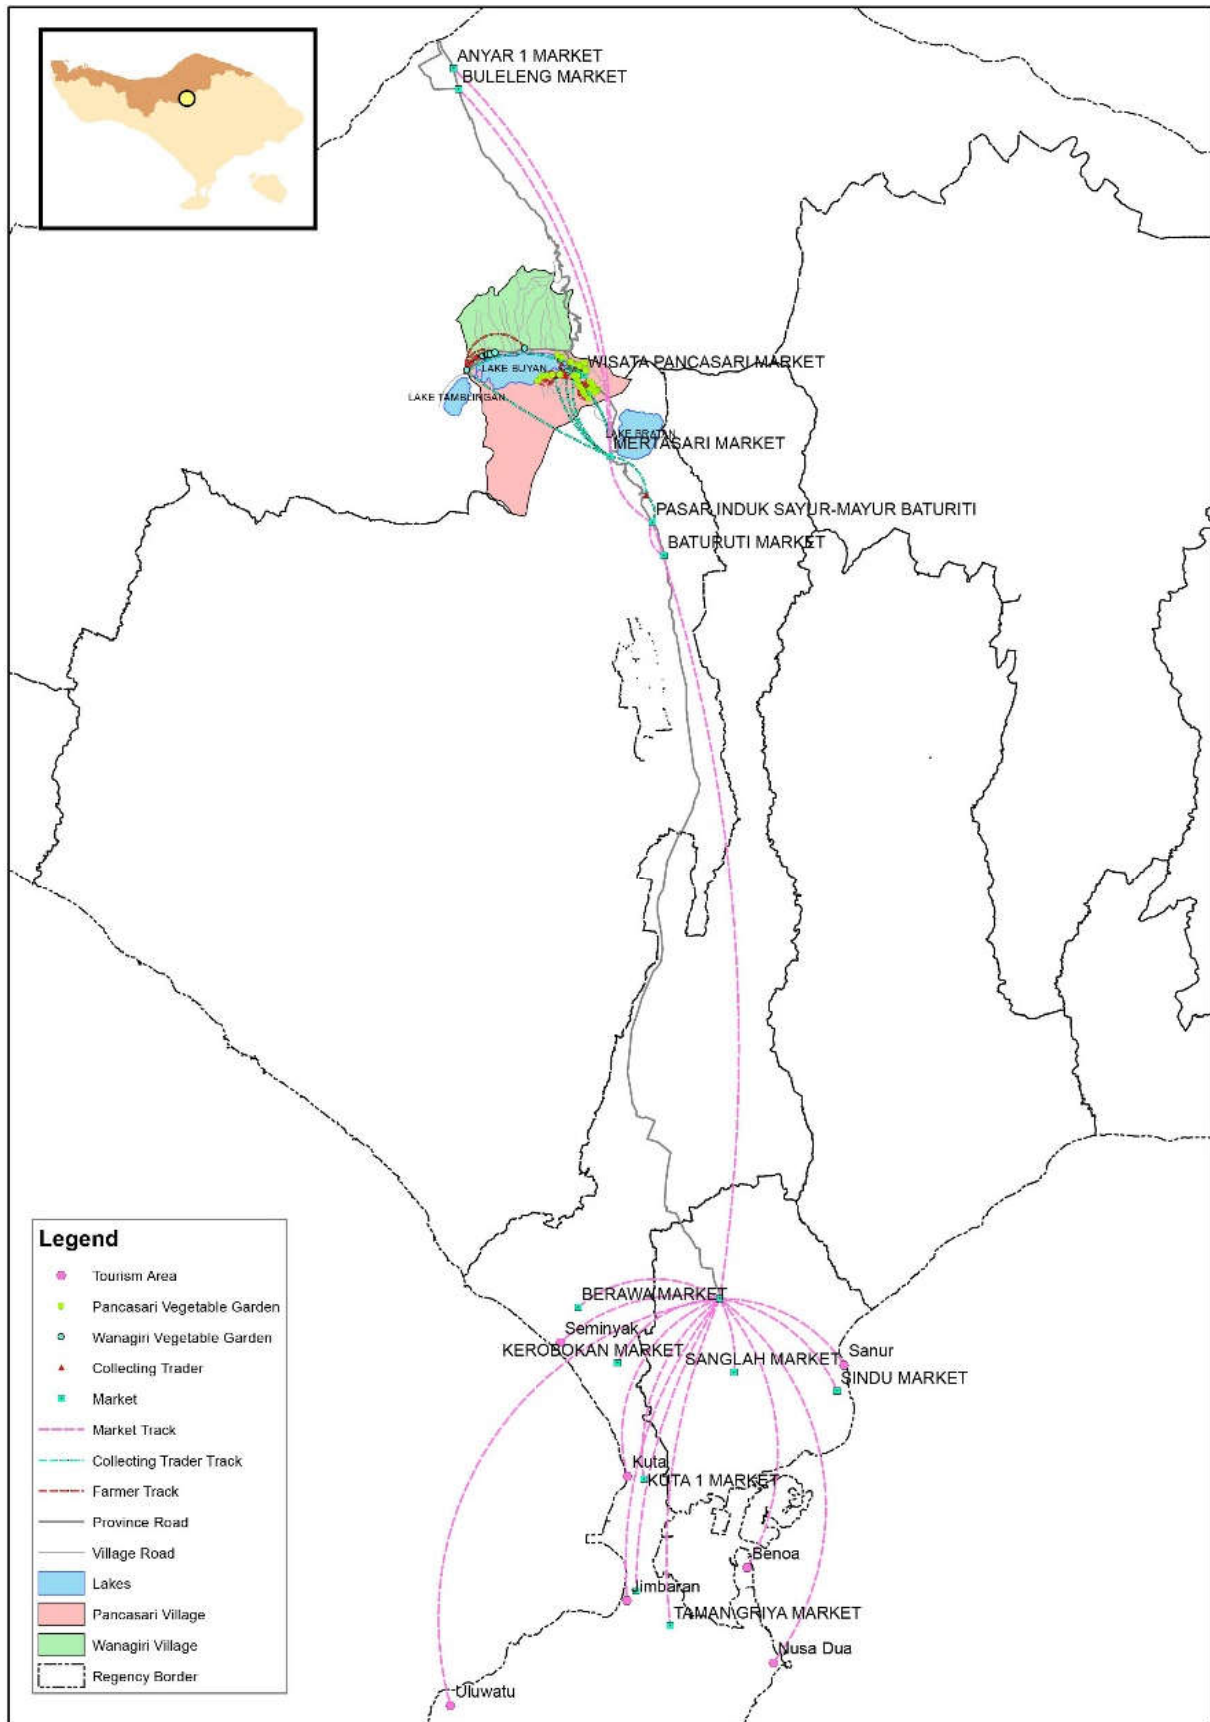 ANYAR 1 MARKET
BULELENG MARKET
WISATA PANCASARI MARKET
LAKE BUYAN
LAKE TAMBLINGAN
LAKE BRATAN
MERTASARI MARKET
PASAR INDUK SAYUR-MAYUR BATURITI
BATURUTI MARKET
BERAWA MARKET
Seminyak
KEROBOKAN MARKET
SANGLAH MARKET
Sanur
SINDU MARKET
Kuta
KUTA 1 MARKET
Benoa
Jimbaran
TAMAN GRIYA MARKET
Nusa Dua
Uluwatu
Legend
Tourism Area
Pancasari Vegetable Garden
Wanagiri Vegetable Garden
Collecting Trader
Market
Market Track
Collecting Trader Track
Farmer Track
Province Road
Village Road
Lakes
Pancasari Village
Wanagiri Village
Regency Border